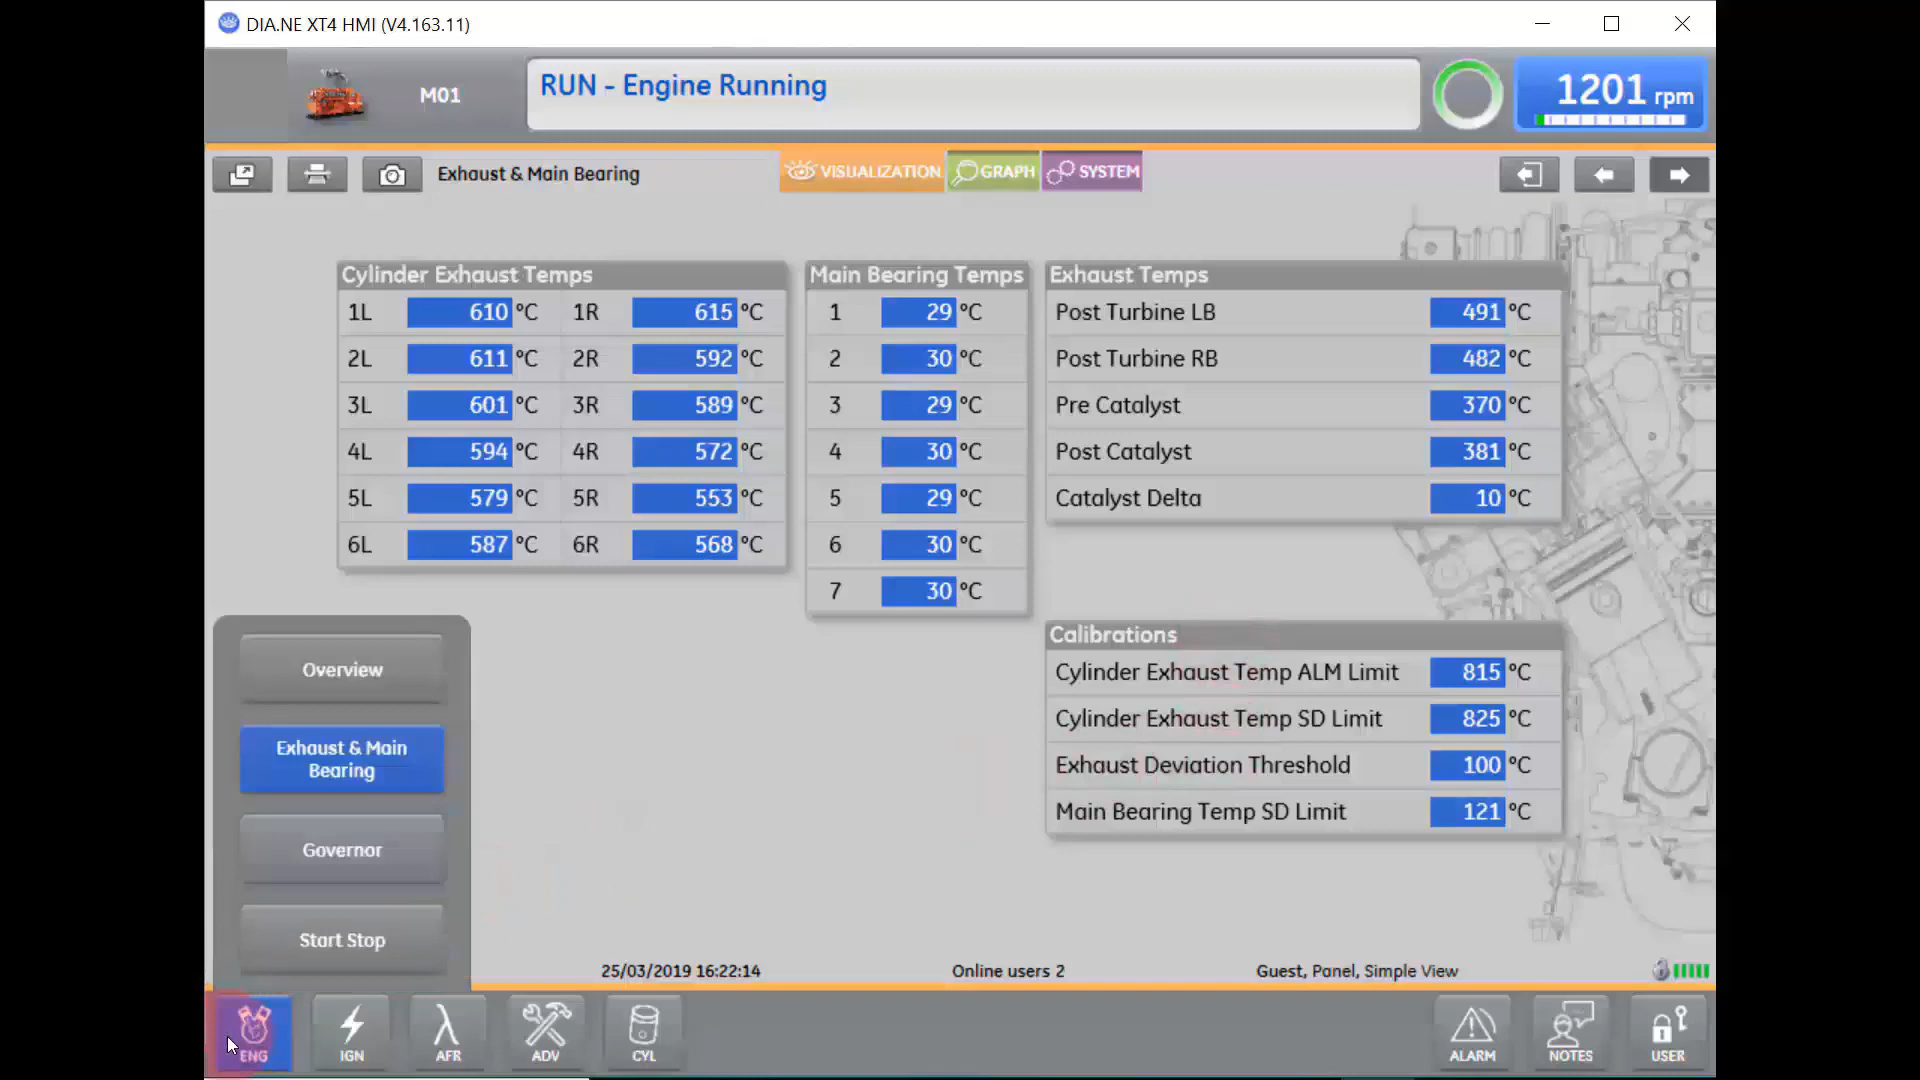 DIA.NE XT4 HMI (V4.163.11)
M01
RUN - Engine Running
1201 rpm
Exhaust & Main Bearing
VISUALIZATION
GRAPH
SYSTEM
Cylinder Exhaust Temps
1L 610 °C 1R 615 °C
2L 611 °C 2R 592 °C
3L 601 °C 3R 589 °C
4L 594 °C 4R 572 °C
5L 579 °C 5R 553 °C
6L 587 °C 6R 568 °C
Main Bearing Temps
1 29 °C
2 30 °C
3 29 °C
4 30 °C
5 29 °C
6 30 °C
7 30 °C
Exhaust Temps
Post Turbine LB 491 °C
Post Turbine RB 482 °C
Pre Catalyst 370 °C
Post Catalyst 381 °C
Catalyst Delta 10 °C
Calibrations
Cylinder Exhaust Temp ALM Limit 815 °C
Cylinder Exhaust Temp SD Limit 825 °C
Exhaust Deviation Threshold 100 °C
Main Bearing Temp SD Limit 121 °C
Overview
Exhaust & Main
Bearing
Governor
Start Stop
25/03/2019 16:22:14
Online users 2
Guest, Panel, Simple View
ENG
IGN
λ
AFR
ADV
CYL
ALARM
NOTES
USER